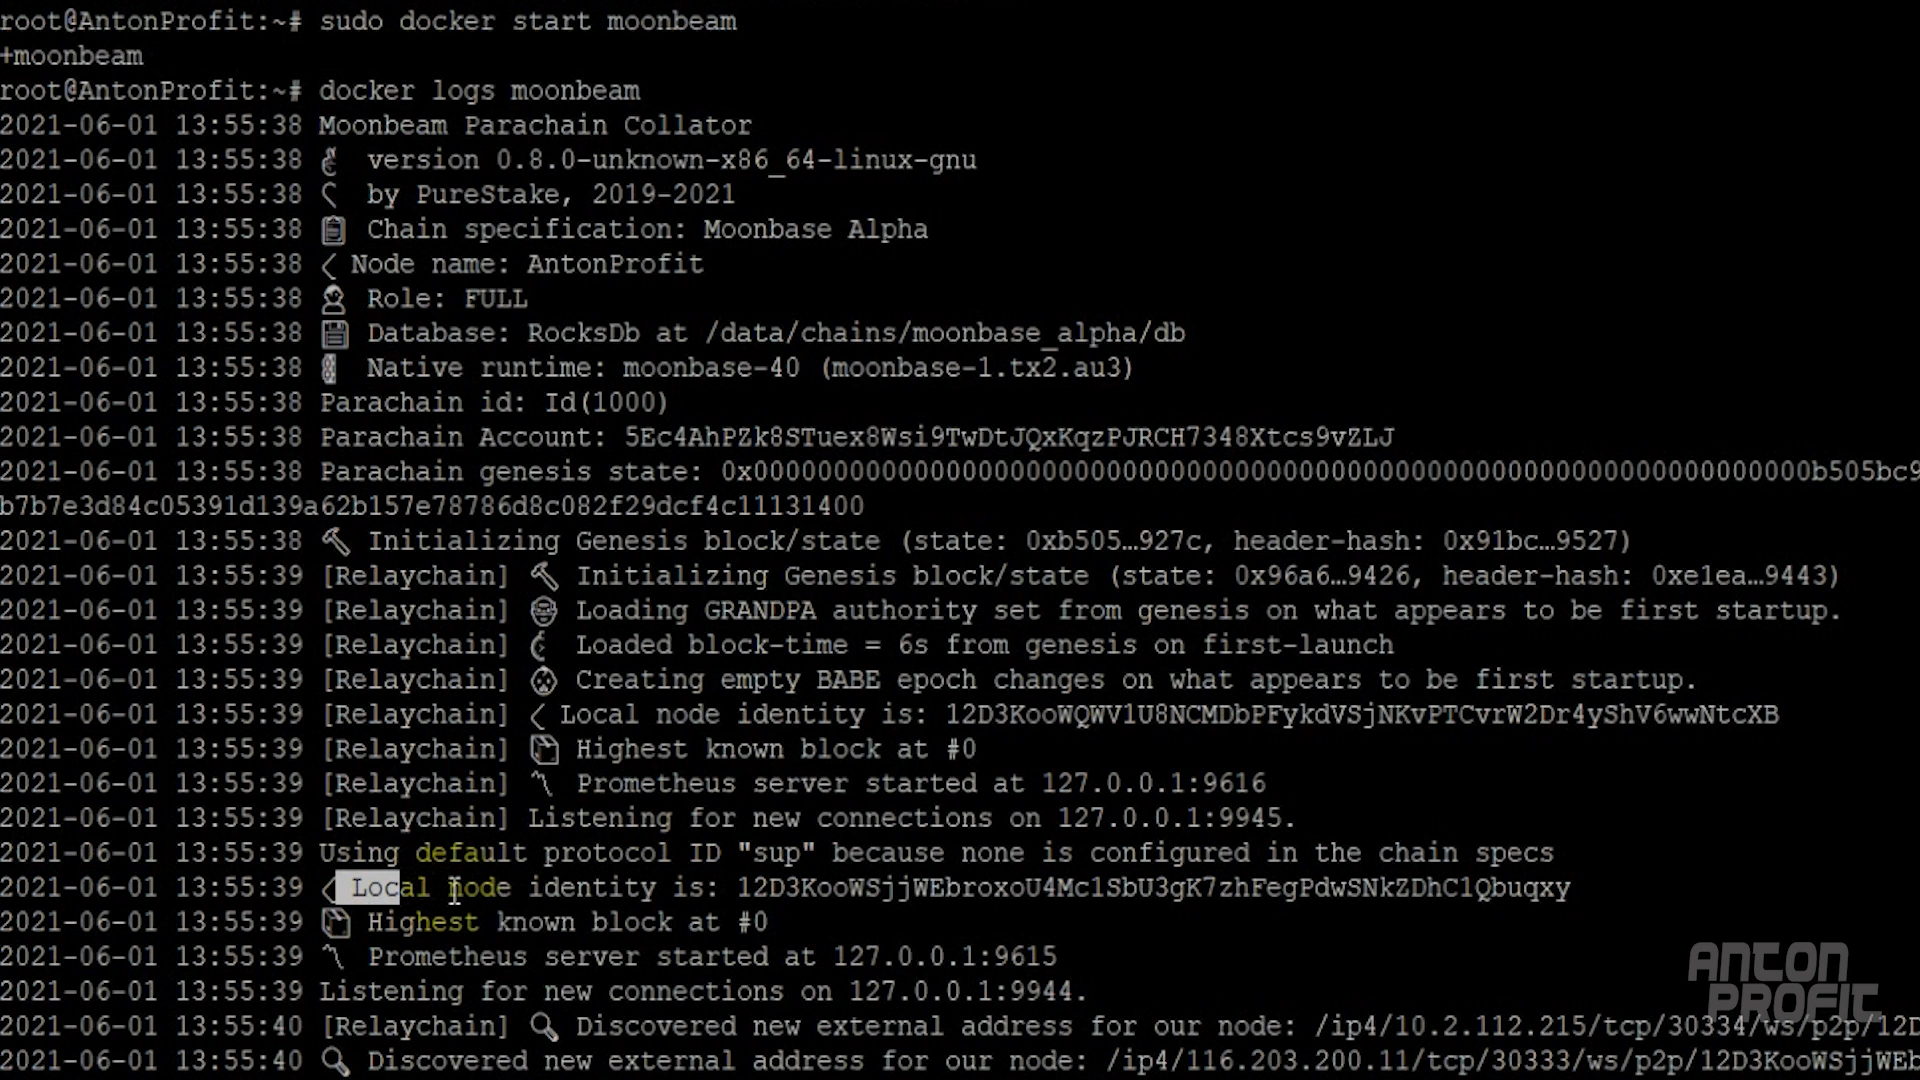 root@AntonProfit:~# sudo docker start moonbeam
+moonbeam
root@AntonProfit:~# docker logs moonbeam
2021-06-01 13:55:38 Moonbeam Parachain Collator
2021-06-01 13:55:38 version 0.8.0-unknown-x86_64-linux-gnu
2021-06-01 13:55:38 by PureStake, 2019-2021
2021-06-01 13:55:38 Chain specification: Moonbase Alpha
2021-06-01 13:55:38 Node name: AntonProfit
2021-06-01 13:55:38 Role: FULL
2021-06-01 13:55:38 Database: RocksDb at /data/chains/moonbase_alpha/db
2021-06-01 13:55:38 Native runtime: moonbase-40 (moonbase-1.tx2.au3)
2021-06-01 13:55:38 Parachain id: Id(1000)
2021-06-01 13:55:38 Parachain Account: 5Ec4AhPZk8STuex8Wsi9TwDtJQxKqzPJRCH7348Xtcs9vZLJ
2021-06-01 13:55:38 Parachain genesis state: 0x000000000000000000000000000000000000000000000000000000000000000000b505bc9
b7b7e3d84c05391d139a62b157e78786d8c082f29dcf4c11131400
2021-06-01 13:55:38 Initializing Genesis block/state (state: 0xb505…927c, header-hash: 0x91bc…9527)
2021-06-01 13:55:39 [Relaychain] Initializing Genesis block/state (state: 0x96a6…9426, header-hash: 0xe1ea…9443)
2021-06-01 13:55:39 [Relaychain] Loading GRANDPA authority set from genesis on what appears to be first startup.
2021-06-01 13:55:39 [Relaychain] Loaded block-time = 6s from genesis on first-launch
2021-06-01 13:55:39 [Relaychain] Creating empty BABE epoch changes on what appears to be first startup.
2021-06-01 13:55:39 [Relaychain] Local node identity is: 12D3KooWQWV1U8NCMDbPFykdVSjNKvPTCvrW2Dr4yShV6wwNtcXB
2021-06-01 13:55:39 [Relaychain] Highest known block at #0
2021-06-01 13:55:39 [Relaychain] Prometheus server started at 127.0.0.1:9616
2021-06-01 13:55:39 [Relaychain] Listening for new connections on 127.0.0.1:9945.
2021-06-01 13:55:39 Using default protocol ID "sup" because none is configured in the chain specs
2021-06-01 13:55:39 Local node identity is: 12D3KooWSjjWEbroxoU4Mc1SbU3gK7zhFegPdwSNkZDhC1Qbuqxy
2021-06-01 13:55:39 Highest known block at #0
2021-06-01 13:55:39 Prometheus server started at 127.0.0.1:9615
2021-06-01 13:55:39 Listening for new connections on 127.0.0.1:9944.
2021-06-01 13:55:40 [Relaychain] Discovered new external address for our node: /ip4/10.2.112.215/tcp/30334/ws/p2p/12D
2021-06-01 13:55:40 Discovered new external address for our node: /ip4/116.203.200.11/tcp/30333/ws/p2p/12D3KooWSjjWEb
ANTON
PROFIT